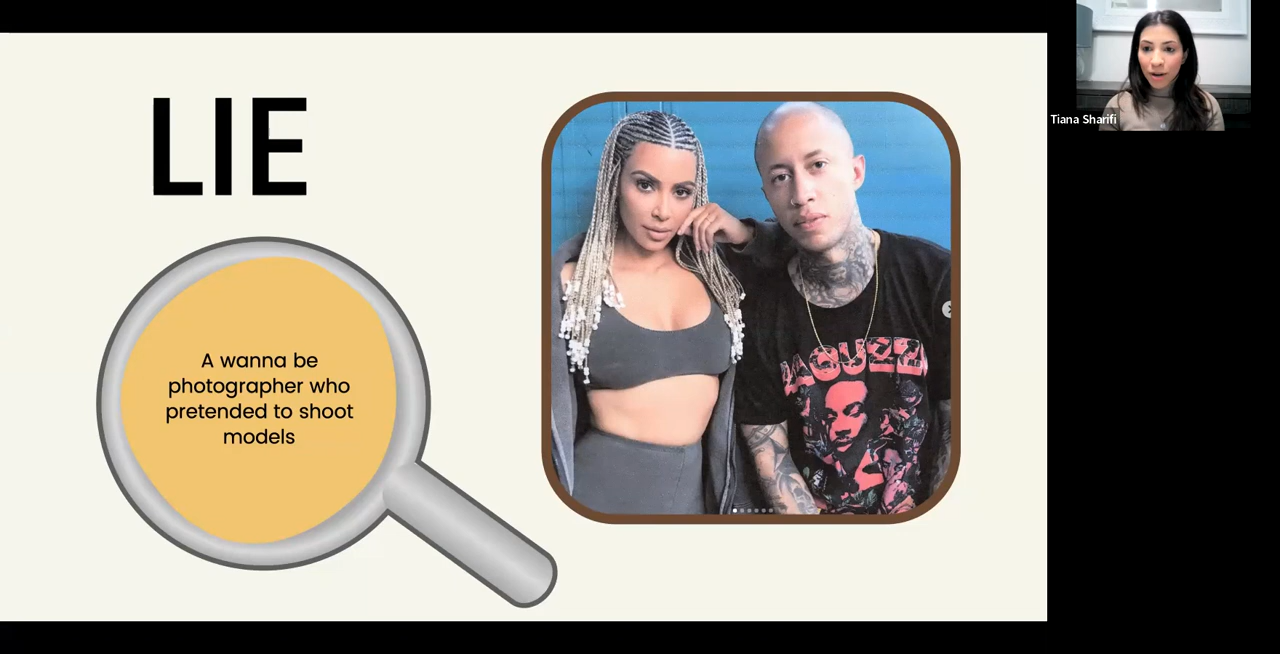 LIE
A wanna be
photographer who
pretended to shoot
models
Tiana Sharifi